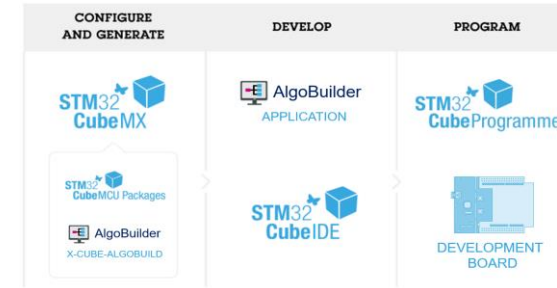 CONFIGURE
AND GENERATE
DEVELOP
PROGRAM
STM32
CubeMX
STM32
CubeMCU Packages
AlgoBuilder
X-CUBE-ALGOBUILD
AlgoBuilder
APPLICATION
STM32
CubeIDE
STM32
CubeProgramme
DEVELOPMENT
BOARD